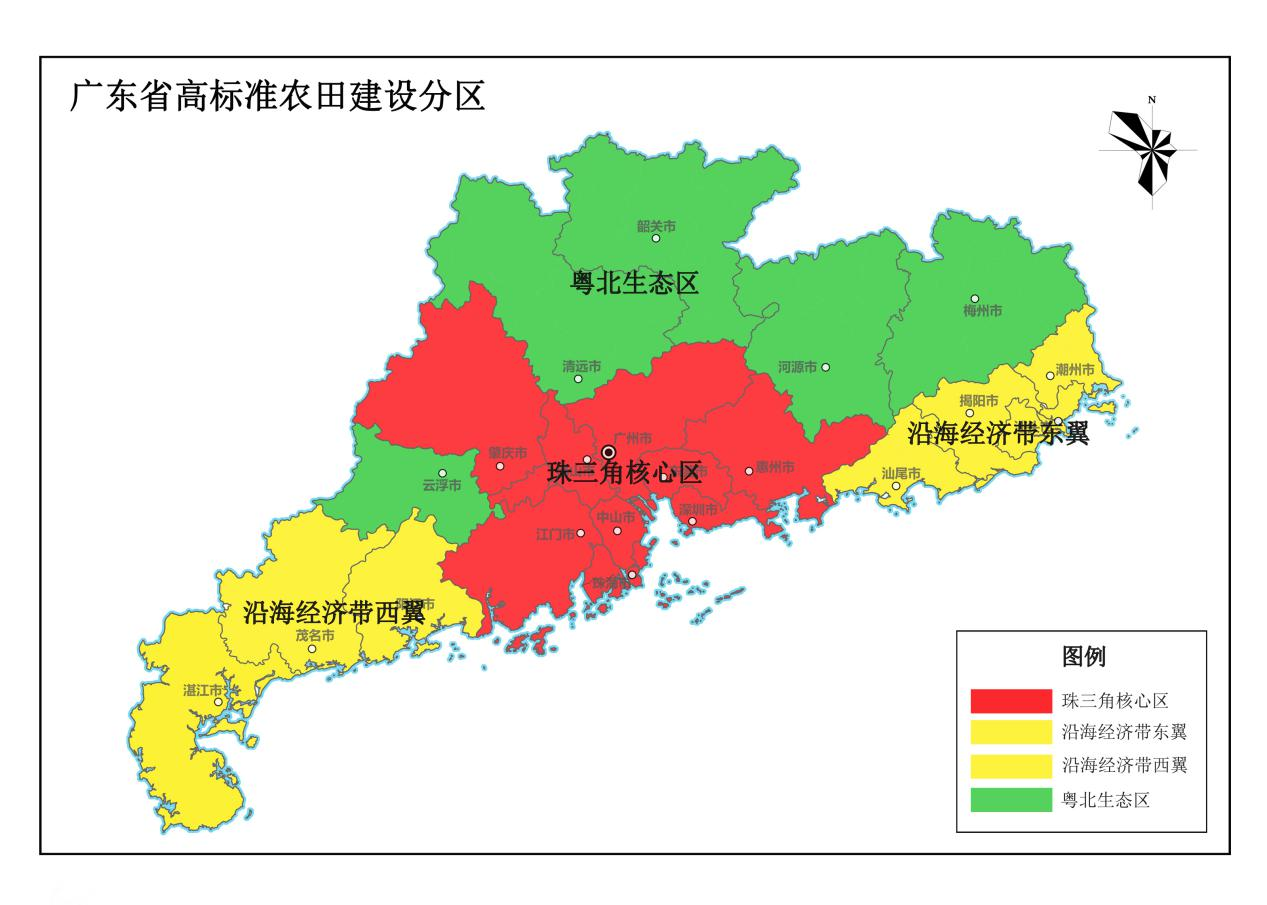 广东省高标准农田建设分区
N
韶关市
粤北生态区
梅州市
清远市
河源市
潮州市
揭阳市
沿海经济带东翼
广州市
肇庆市
珠三角核心区
惠州市
云浮市
汕尾市
深圳市
中山市
江门市
珠海市
阳江市
沿海经济带西翼
茂名市
湛江市
图例
珠三角核心区
沿海经济带东翼
沿海经济带西翼
粤北生态区